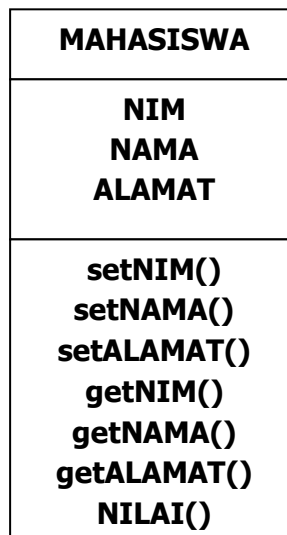 MAHASISWA
NIM
NAMA
ALAMAT
setNIM()
setNAMA()
setALAMAT()
getNIM()
getNAMA()
getALAMAT()
NILAI()